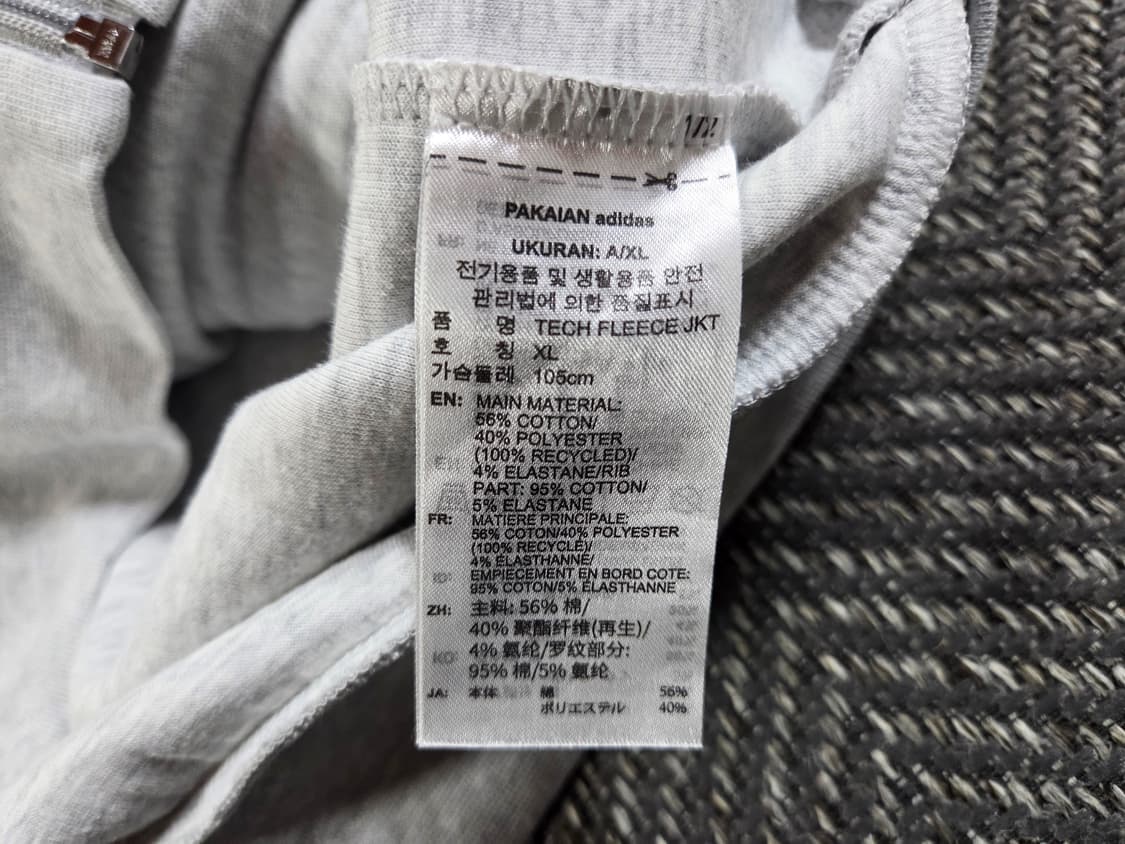 PAKAIAN adidas
UKURAN: A/XL
전기용품 및 생활용품 안전
관리법에 의한 품질표시
품 명 TECH FLEECE JKT
호 칭 XL
가슴둘레 105cm
EN: MAIN MATERIAL:
56% COTTON/
40% POLYESTER
(100% RECYCLED)/
4% ELASTANE/RIB
PART: 95% COTTON/
5% ELASTANE
FR: MATIERE PRINCIPALE:
56% COTON/40% POLYESTER
(100% RECYCLE)/
4% ELASTHANNE/
EMPIECEMENT EN BORD COTE:
95% COTON/5% ELASTHANNE
ZH: 主料: 56% 棉/
40% 聚酯纤维(再生)/
4% 氨纶/罗纹部分:
95% 棉/5% 氨纶
JA: 本体 綿 56%
ポリエステル 40%